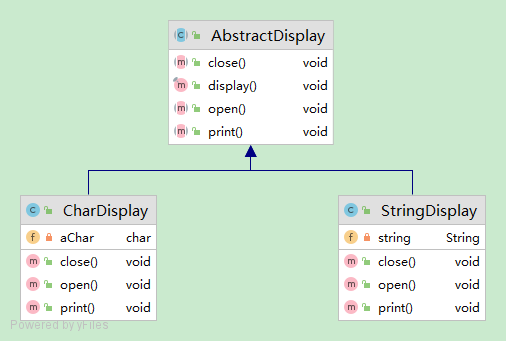 AbstractDisplay
close() void
display() void
open() void
print() void
CharDisplay
aChar char
close() void
open() void
print() void
StringDisplay
string String
close() void
open() void
print() void
Powered by yFiles